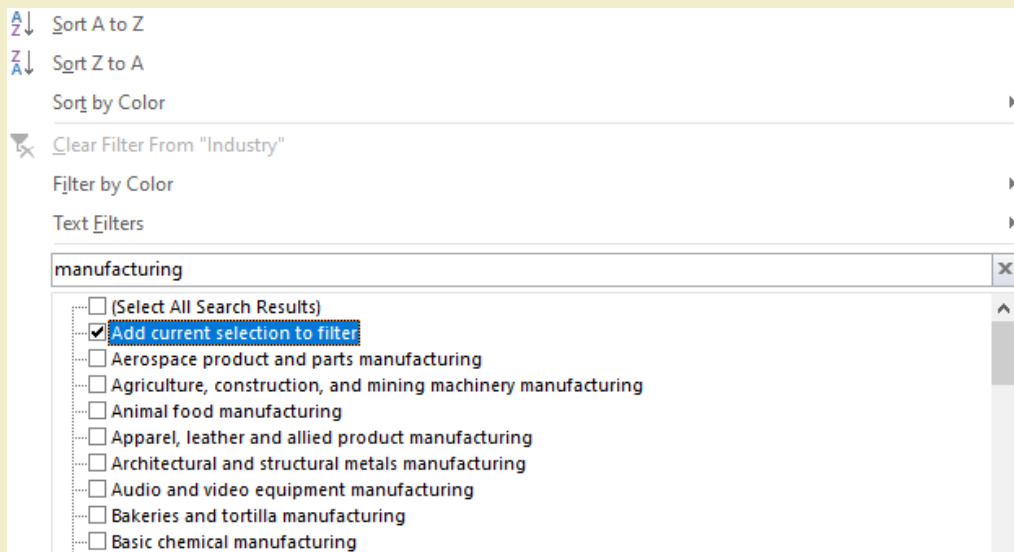 Sort A to Z
Sort Z to A
Sort by Color
Clear Filter From "Industry"
Filter by Color
Text Filters
manufacturing
(Select All Search Results)
Add current selection to filter
Aerospace product and parts manufacturing
Agriculture, construction, and mining machinery manufacturing
Animal food manufacturing
Apparel, leather and allied product manufacturing
Architectural and structural metals manufacturing
Audio and video equipment manufacturing
Bakeries and tortilla manufacturing
Basic chemical manufacturing